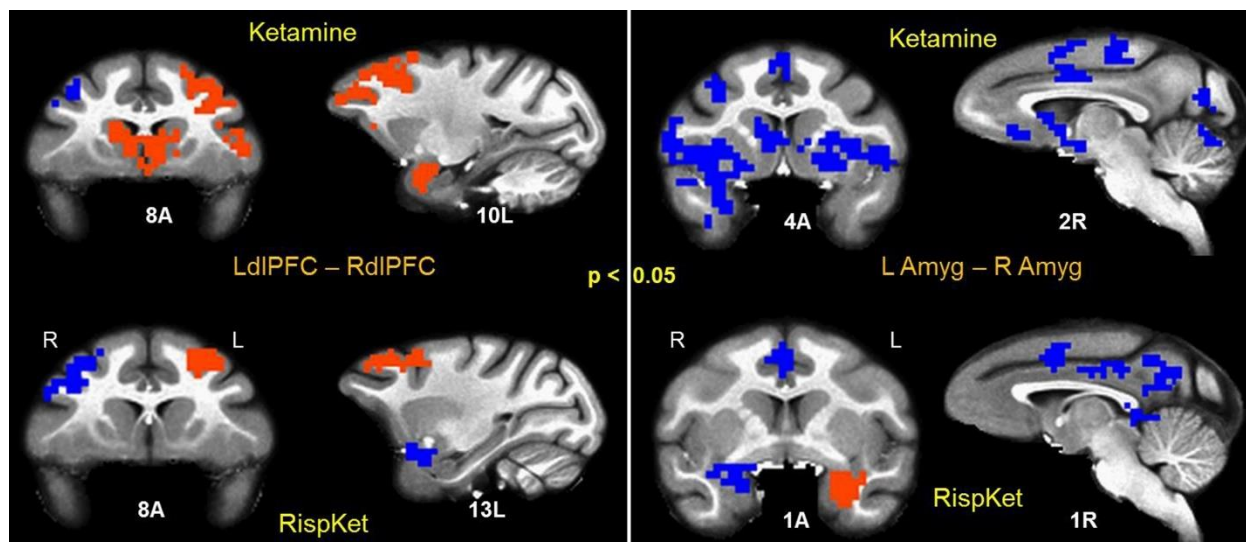 Ketamine
8A
10L
LdlPFC – RdlPFC
R
L
8A
13L
RispKet
p < 0.05
Ketamine
4A
2R
L Amyg – R Amyg
R
L
1A
1R
RispKet